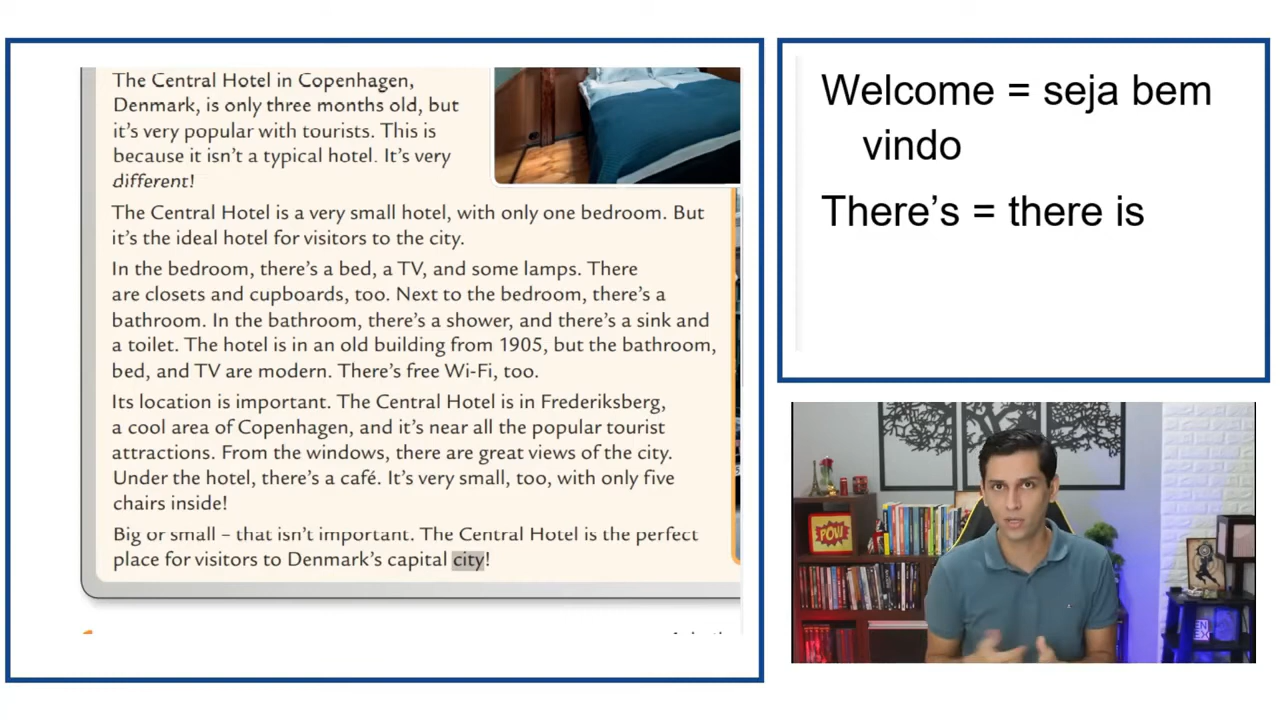 The Central Hotel in Copenhagen,
Denmark, is only three months old, but
it's very popular with tourists. This is
because it isn't a typical hotel. It's very
different!
The Central Hotel is a very small hotel, with only one bedroom. But
it's the ideal hotel for visitors to the city.
In the bedroom, there's a bed, a TV, and some lamps. There
are closets and cupboards, too. Next to the bedroom, there's a
bathroom. In the bathroom, there's a shower, and there's a sink and
a toilet. The hotel is in an old building from 1905, but the bathroom,
bed, and TV are modern. There's free Wi-Fi, too.
Its location is important. The Central Hotel is in Frederiksberg,
a cool area of Copenhagen, and it's near all the popular tourist
attractions. From the windows, there are great views of the city.
Under the hotel, there's a café. It's very small, too, with only five
chairs inside!
Big or small – that isn't important. The Central Hotel is the perfect
place for visitors to Denmark's capital city!
Welcome = seja bem
vindo
There's = there is
POW!